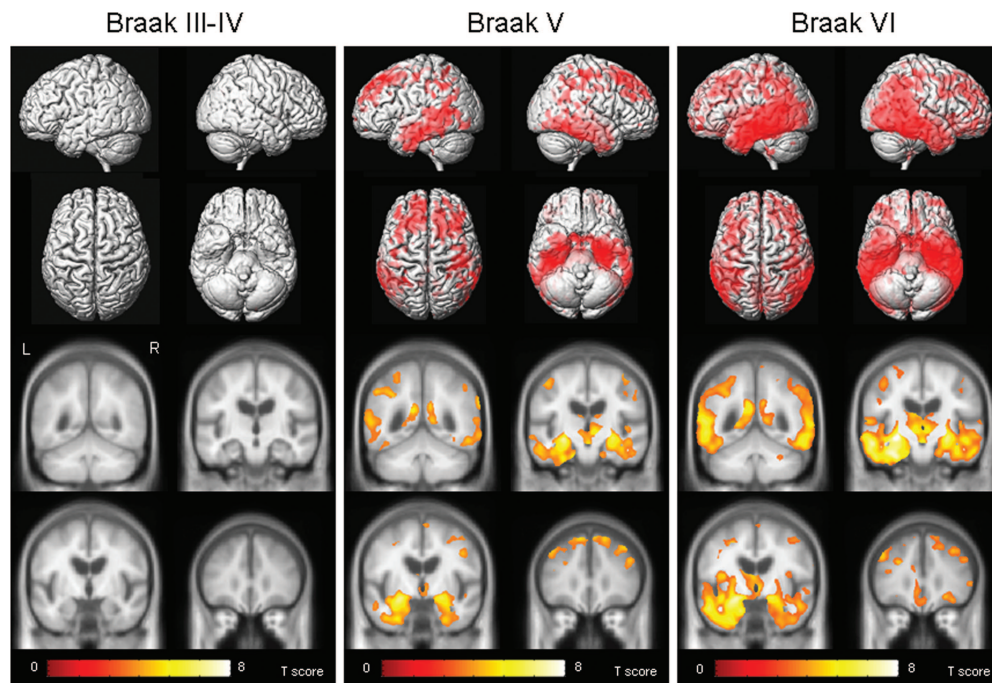 Braak III-IV
Braak V
Braak VI
L R
0 8 T score
0 8 T score
0 8 T score